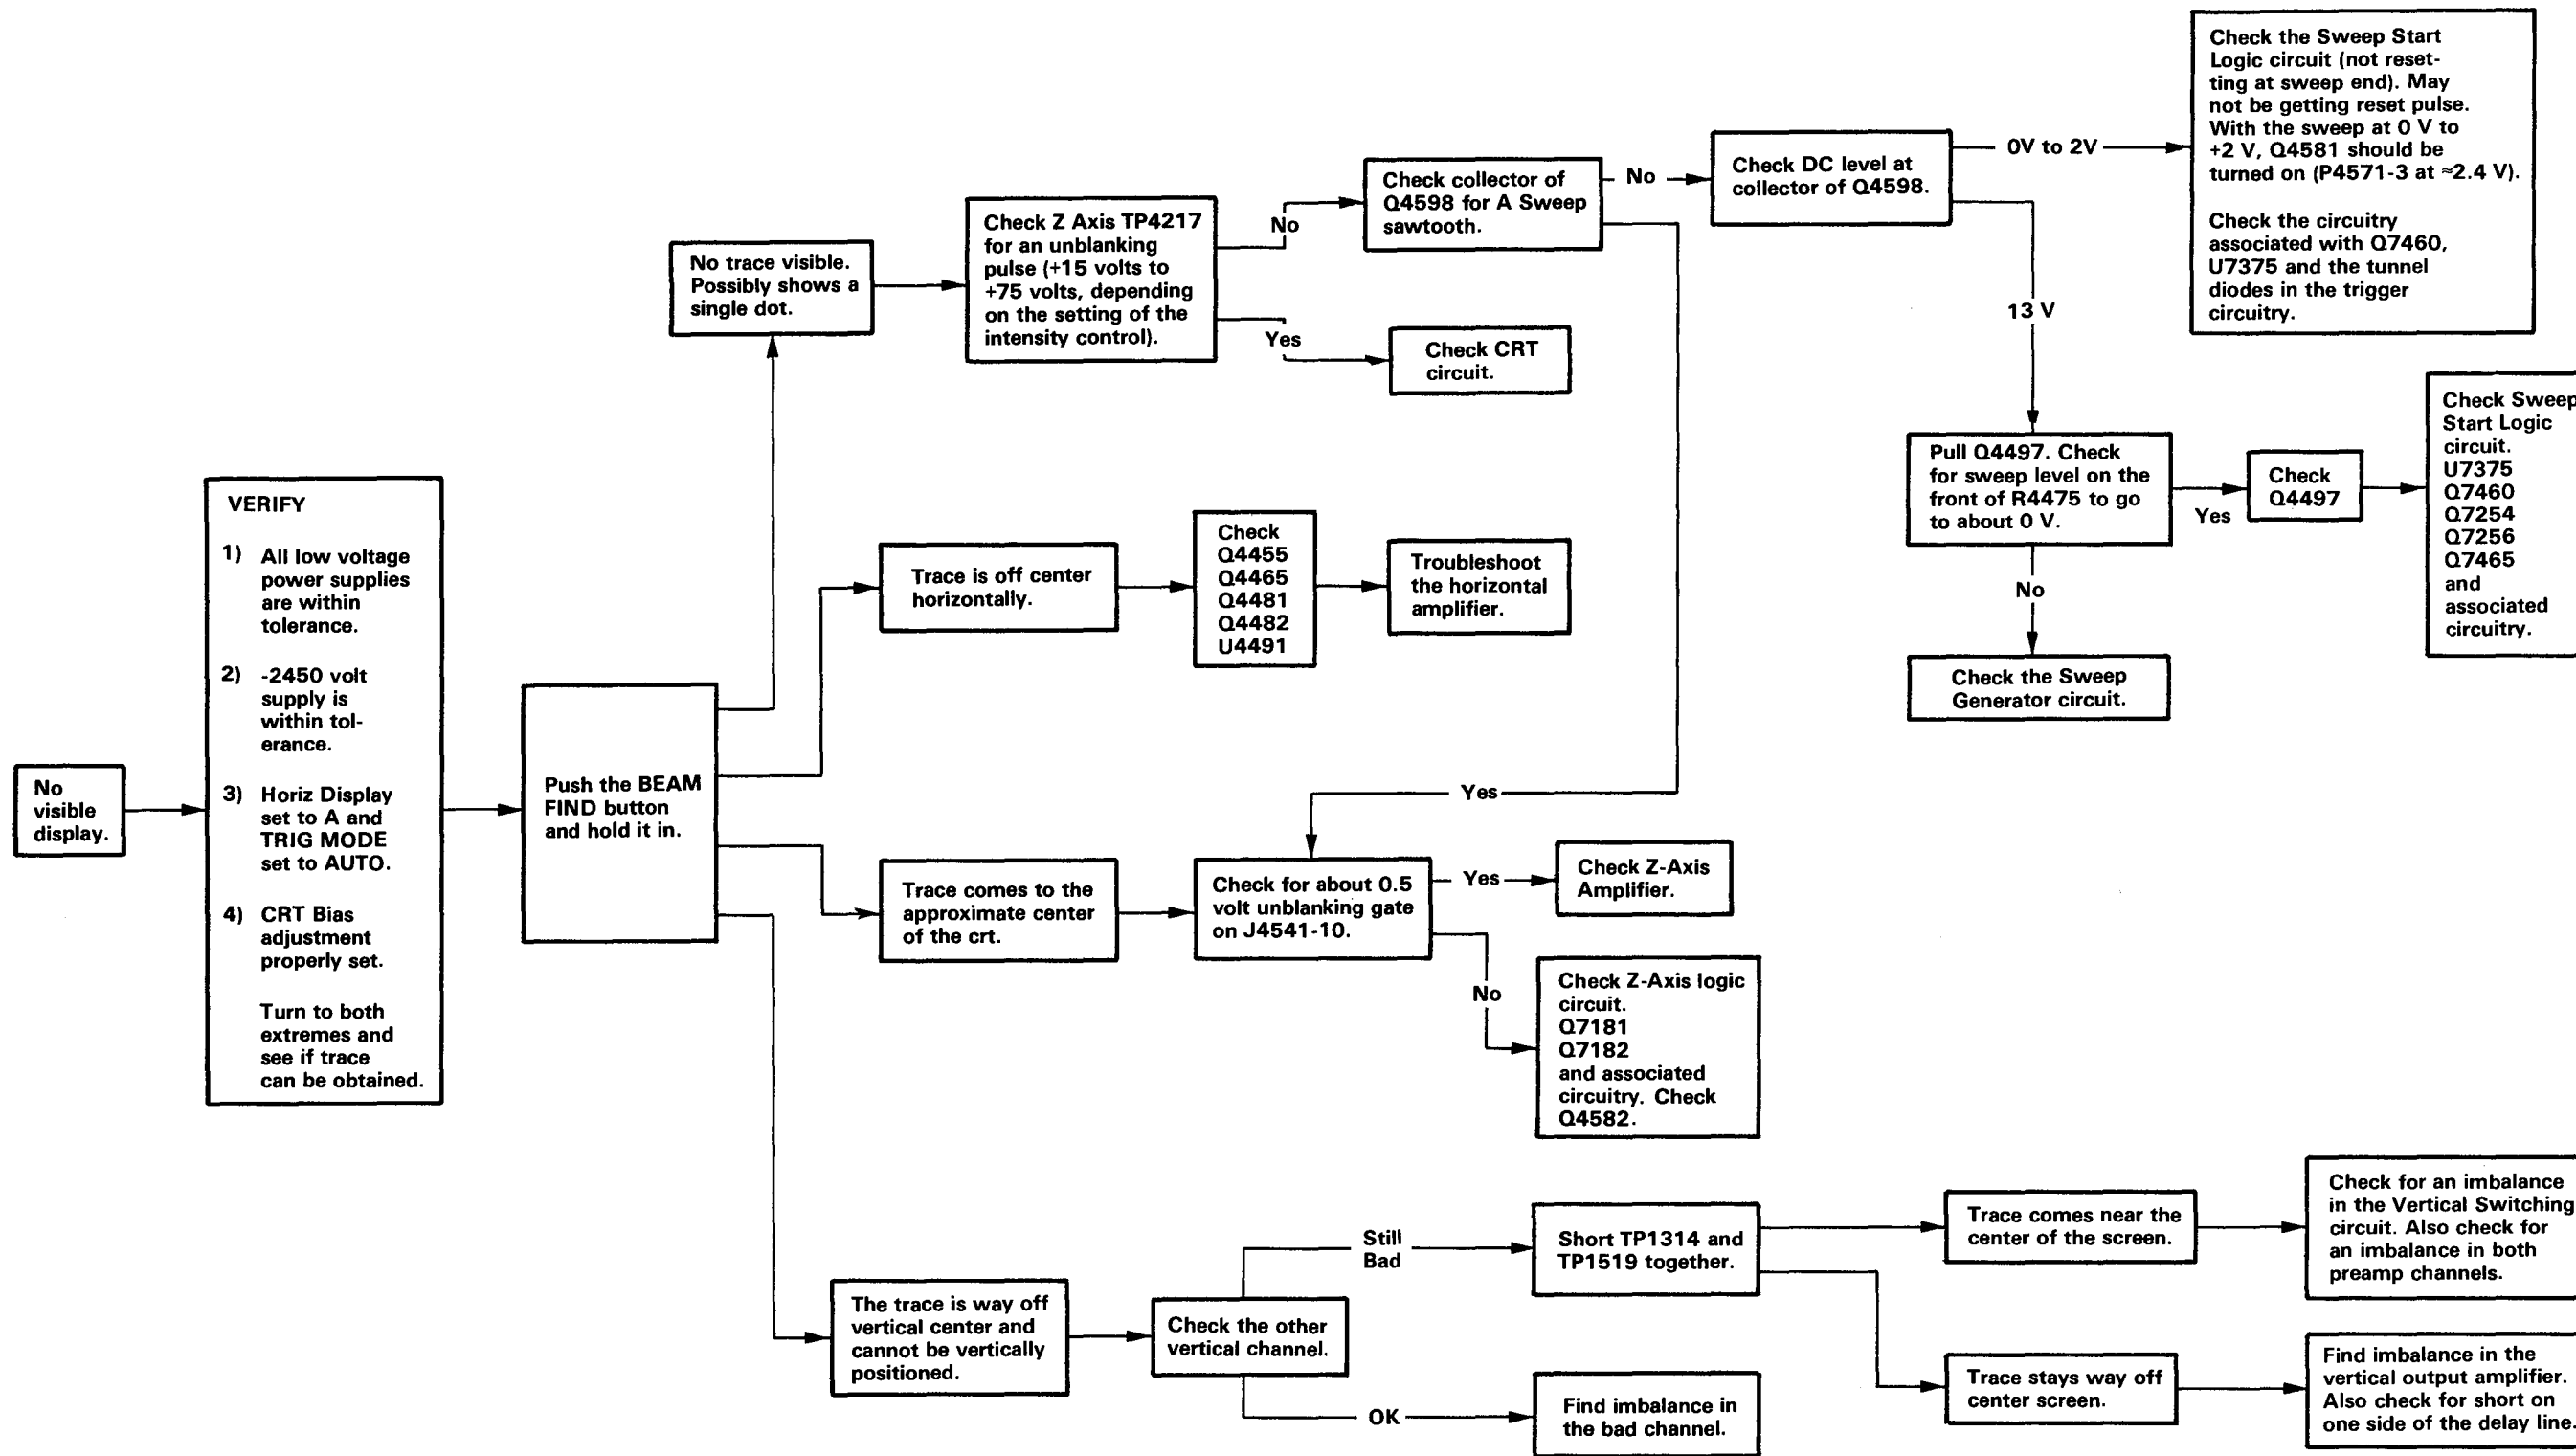 No
visible
display.
VERIFY
1) All low voltage
power supplies
are within
tolerance.
2) -2450 volt
supply is
within tol-
erance.
3) Horiz Display
set to A and
TRIG MODE
set to AUTO.
4) CRT Bias
adjustment
properly set.
Turn to both
extremes and
see if trace
can be obtained.
Push the BEAM
FIND button
and hold it in.
No trace visible.
Possibly shows a
single dot.
Check Z Axis TP4217
for an unblanking
pulse (+15 volts to
+75 volts, depending
on the setting of the
intensity control).
No
Yes
Check CRT
circuit.
Check collector of
Q4598 for A Sweep
sawtooth.
No
Yes
Check DC level at
collector of Q4598.
0V to 2V
13 V
Check the Sweep Start
Logic circuit (not reset-
ting at sweep end). May
not be getting reset pulse.
With the sweep at 0 V to
+2 V, Q4581 should be
turned on (P4571-3 at ≈2.4 V).
Check the circuitry
associated with Q7460,
U7375 and the tunnel
diodes in the trigger
circuitry.
Pull Q4497. Check
for sweep level on the
front of R4475 to go
to about 0 V.
Yes
Check
Q4497
Check Sweep
Start Logic
circuit.
U7375
Q7460
Q7254
Q7256
Q7465
and
associated
circuitry.
No
Check the Sweep
Generator circuit.
Trace is off center
horizontally.
Check
Q4455
Q4465
Q4481
Q4482
U4491
Troubleshoot
the horizontal
amplifier.
Trace comes to the
approximate center
of the crt.
Check for about 0.5
volt unblanking gate
on J4541-10.
Yes
Check Z-Axis
Amplifier.
No
Check Z-Axis logic
circuit.
Q7181
Q7182
and associated
circuitry. Check
Q4582.
The trace is way off
vertical center and
cannot be vertically
positioned.
Check the other
vertical channel.
Still
Bad
Short TP1314 and
TP1519 together.
Trace comes near the
center of the screen.
Check for an imbalance
in the Vertical Switching
circuit. Also check for
an imbalance in both
preamp channels.
Trace stays way off
center screen.
Find imbalance in the
vertical output amplifier.
Also check for short on
one side of the delay line.
OK
Find imbalance in
the bad channel.